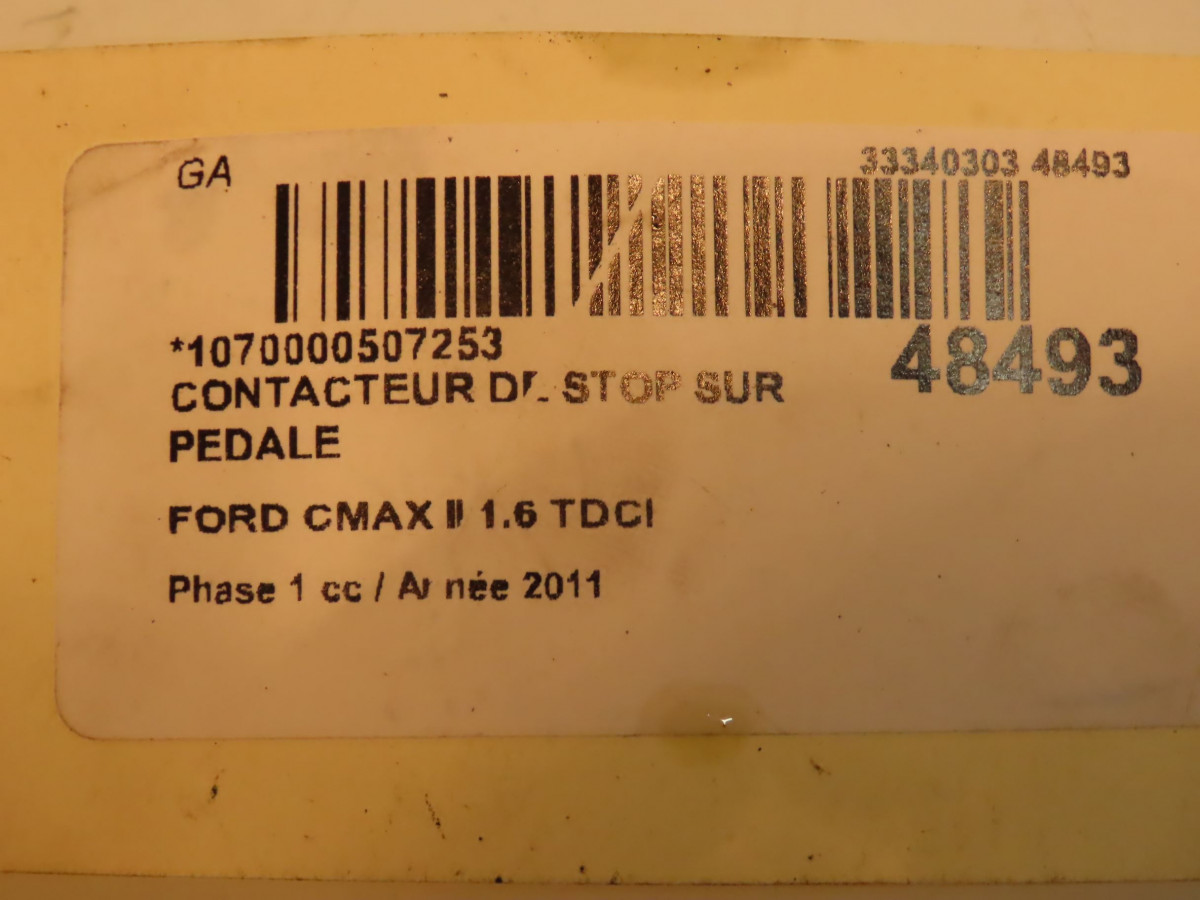 GA
33340303 48493
*1070000507253
48493
CONTACTEUR DE STOP SUR
PEDALE
FORD CMAX II 1.6 TDCI
Phase 1 cc / Année 2011